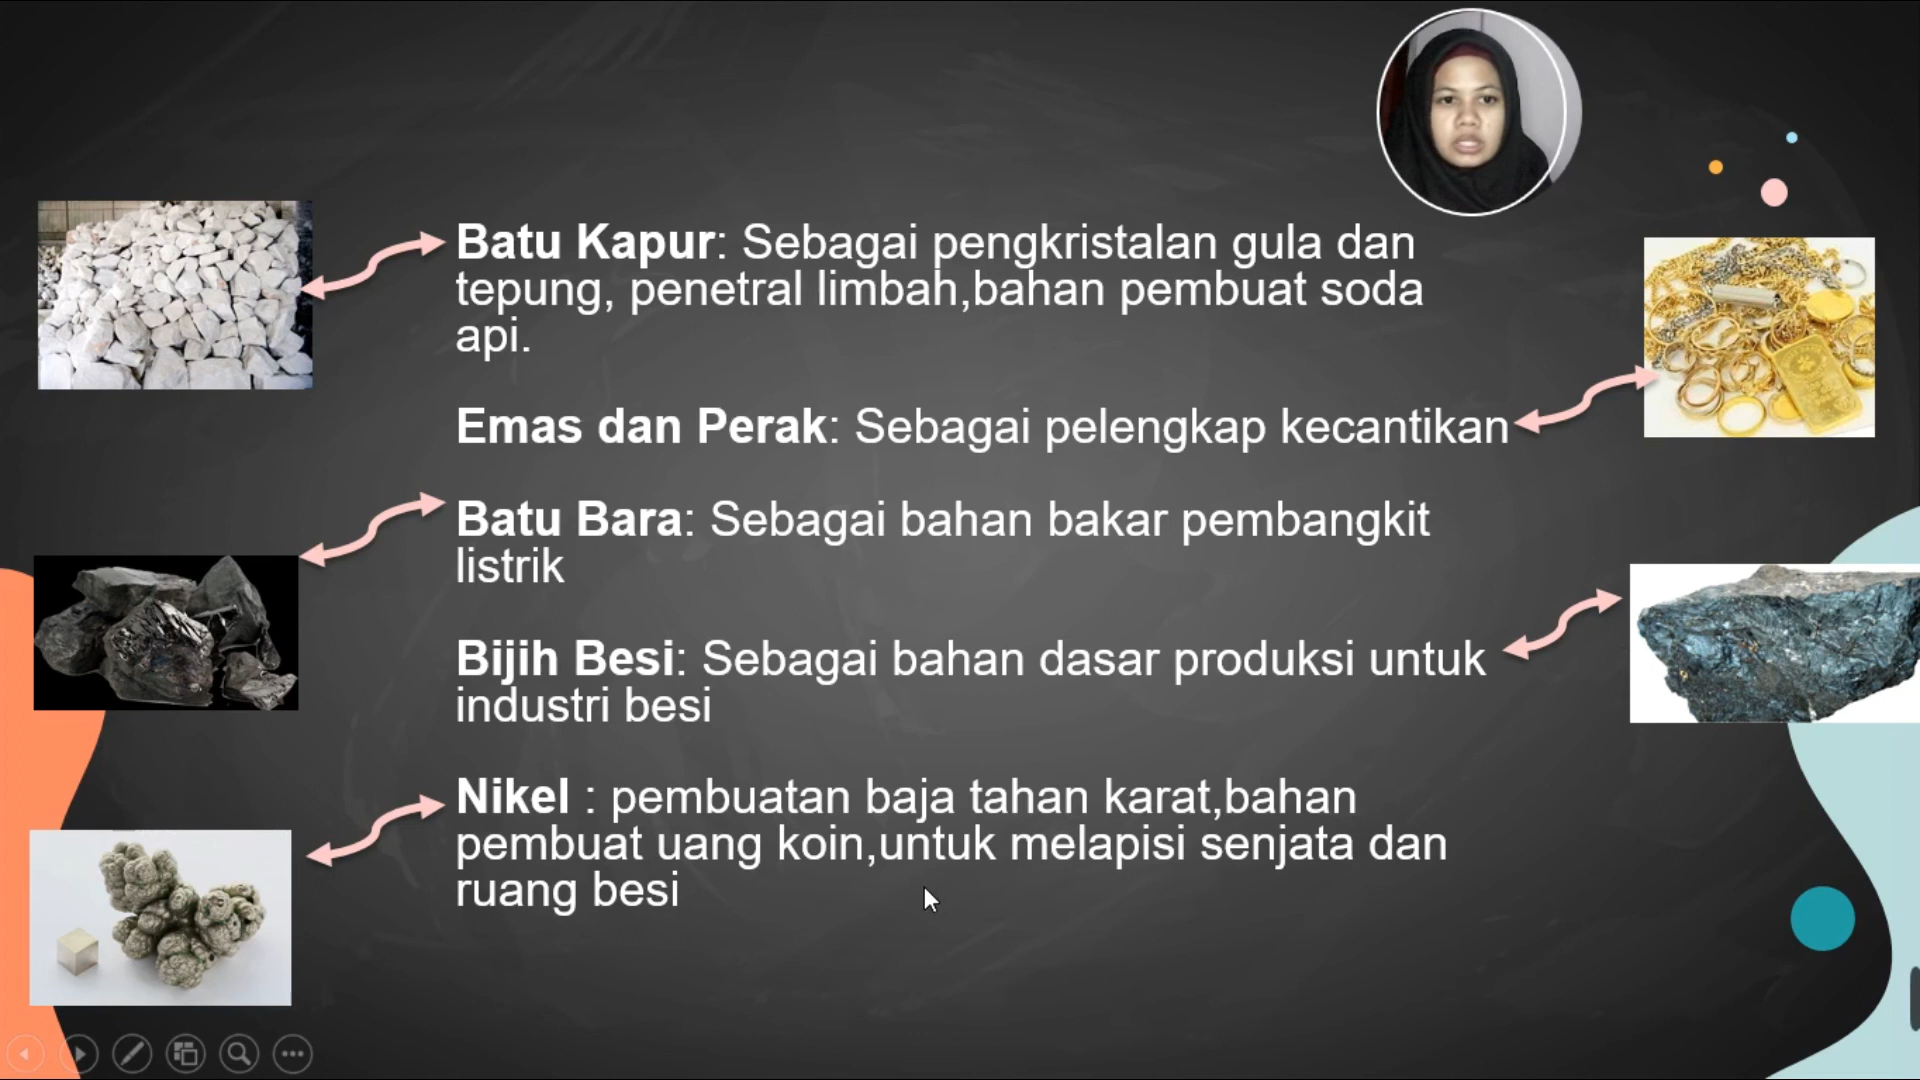 Batu Kapur: Sebagai pengkristalan gula dan
tepung, penetral limbah,bahan pembuat soda
api.
Emas dan Perak: Sebagai pelengkap kecantikan
Batu Bara: Sebagai bahan bakar pembangkit
listrik
Bijih Besi: Sebagai bahan dasar produksi untuk
industri besi
Nikel : pembuatan baja tahan karat,bahan
pembuat uang koin,untuk melapisi senjata dan
ruang besi